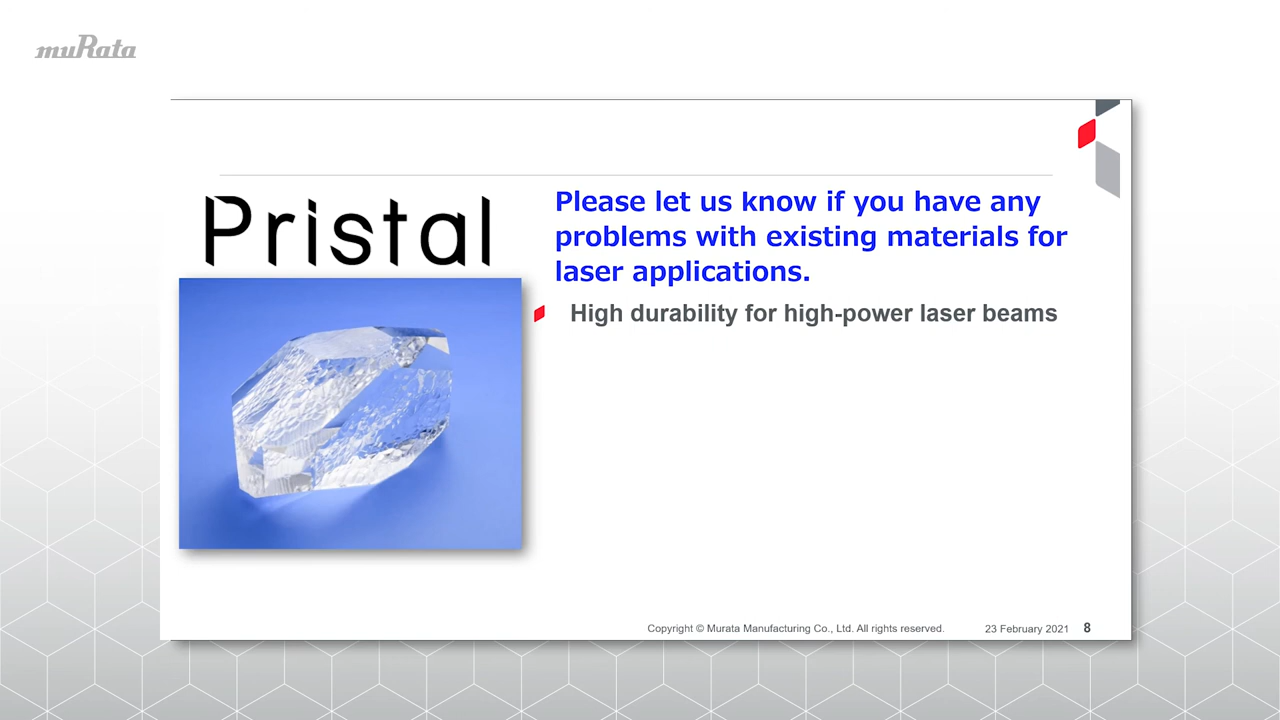 muRata
Pristal
Please let us know if you have any
problems with existing materials for
laser applications.
High durability for high-power laser beams
Copyright © Murata Manufacturing Co., Ltd. All rights reserved.
23 February 2021
8